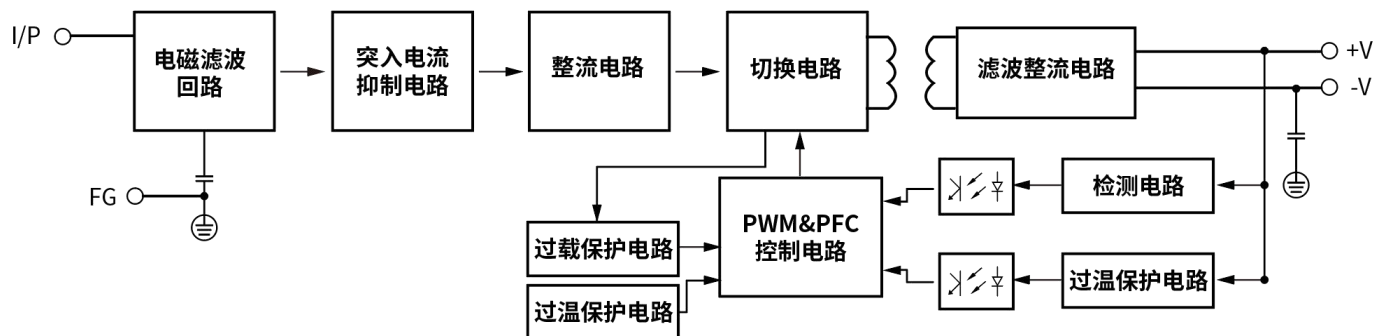 I/P
电磁滤波
回路
突入电流
抑制电路
整流电路
切换电路
滤波整流电路
+V
-V
FG
过载保护电路
过温保护电路
PWM&PFC
控制电路
检测电路
过温保护电路